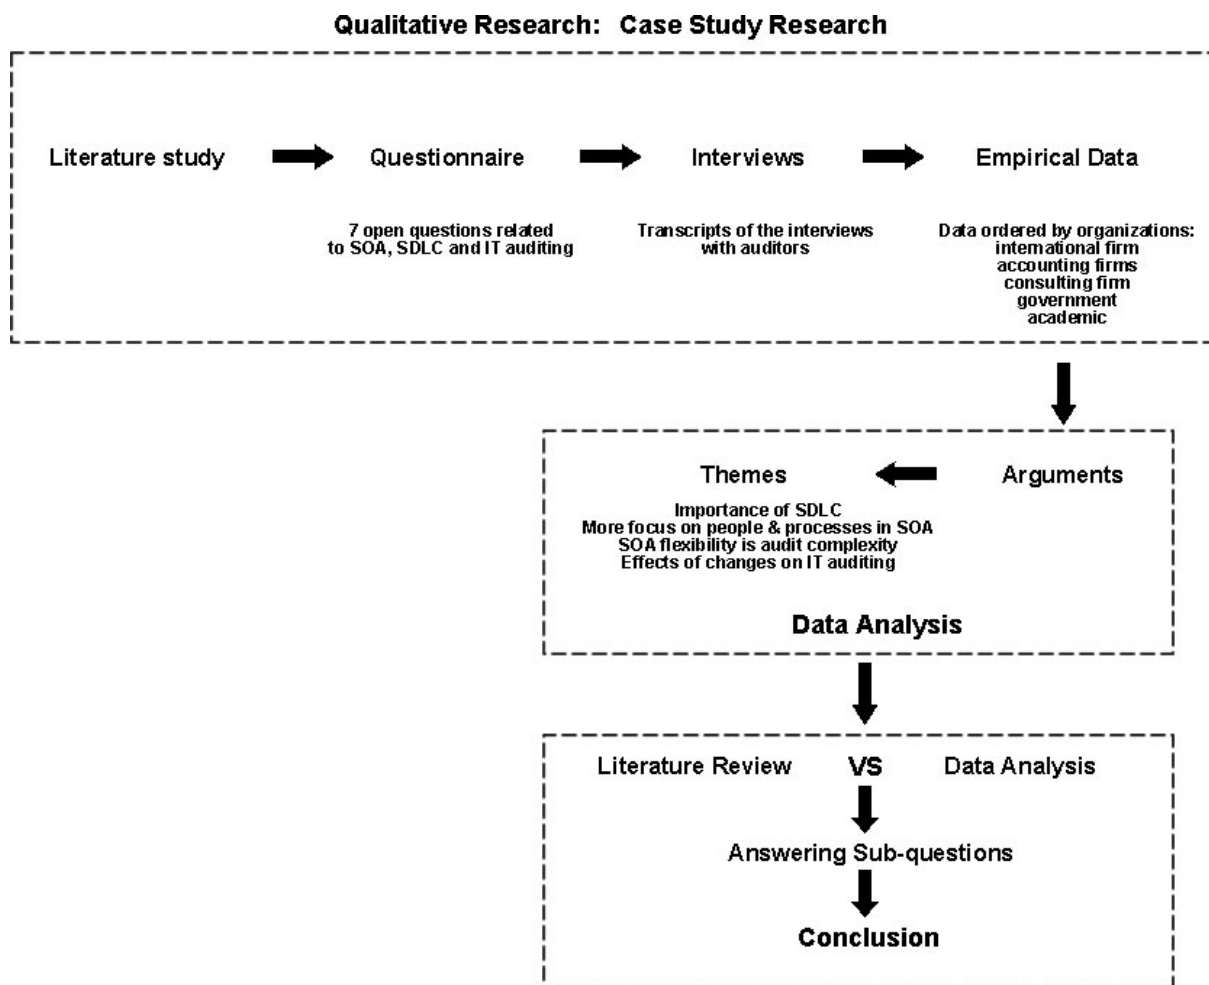 Qualitative Research: Case Study Research
Literature study
Questionnaire
Interviews
Empirical Data
7 open questions related
to SOA, SDLC and IT auditing
Transcripts of the interviews
with auditors
Data ordered by organizations:
international firm
accounting firms
consulting firm
government
academic
Themes
Arguments
Importance of SDLC
More focus on people & processes in SOA
SOA flexibility is audit complexity
Effects of changes on IT auditing
Data Analysis
Literature Review VS Data Analysis
Answering Sub-questions
Conclusion